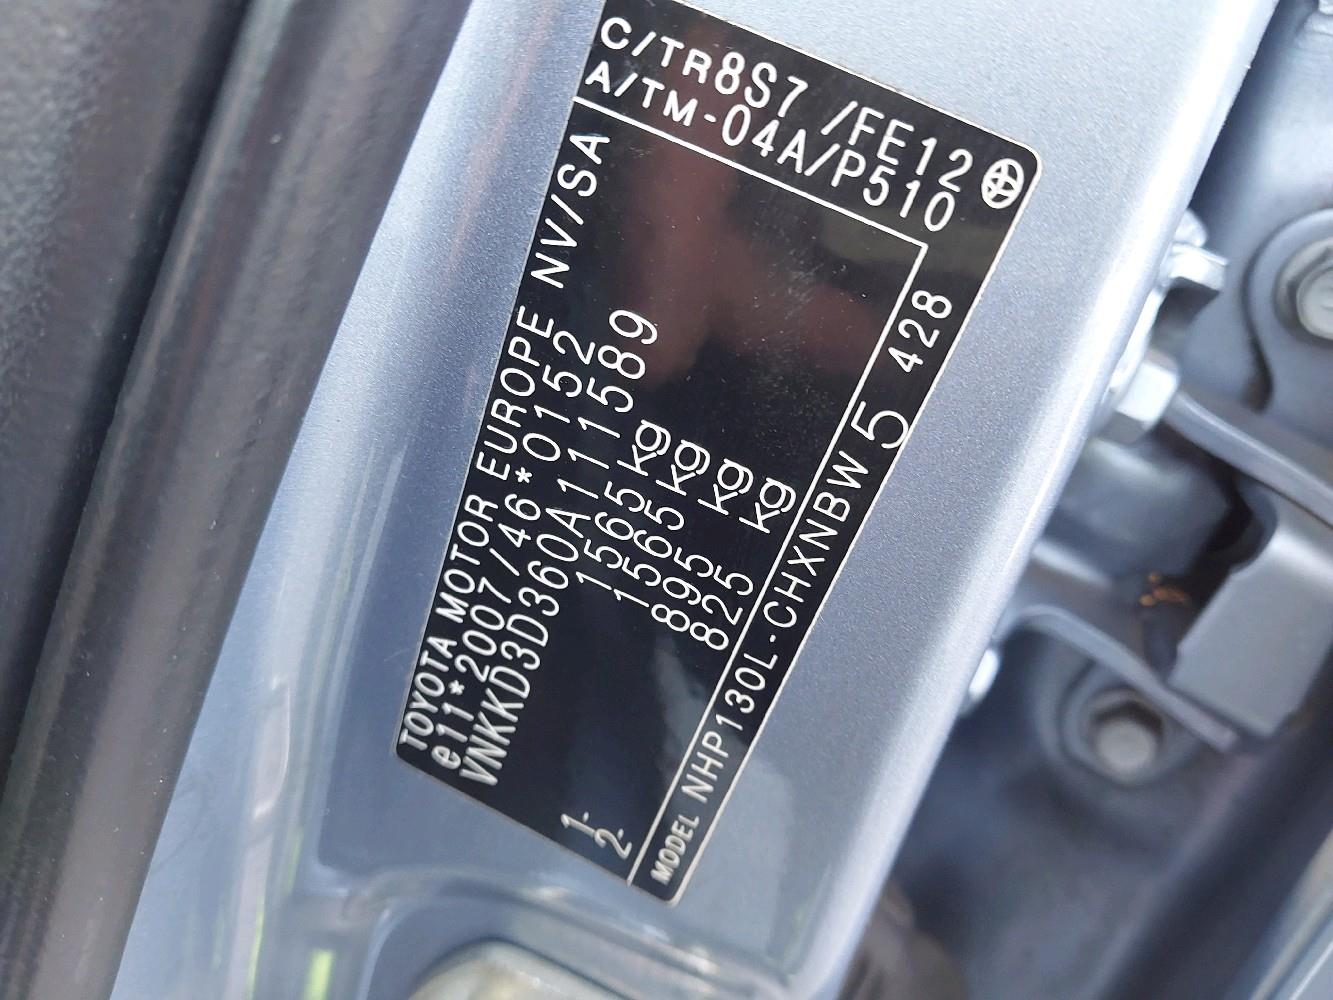 TOYOTA MOTOR EUROPE NV/SA
e11*2007/46*0152
VNKKD3D360A111589
1565 kg
1565 kg
1- 895 kg
2- 825 kg
MODEL NHP130L-CHXNBW 5 428
C/TR8S7 /FE12
A/TM-04A/P510